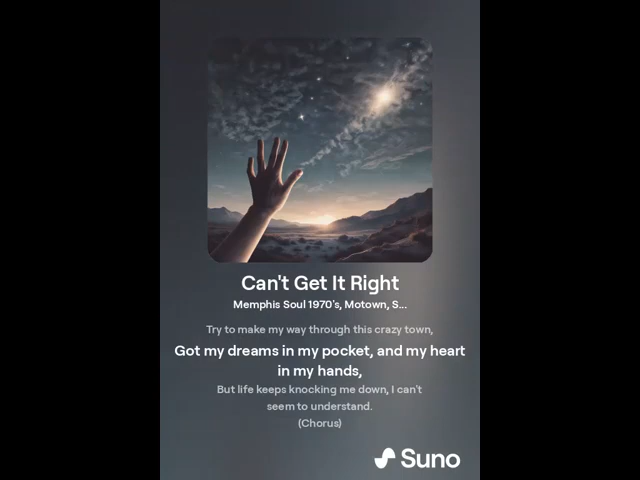 Can't Get It Right
Memphis Soul 1970's, Motown, S...
Try to make my way through this crazy town,
Got my dreams in my pocket, and my heart
in my hands,
But life keeps knocking me down, I can't
seem to understand.
(Chorus)
Suno